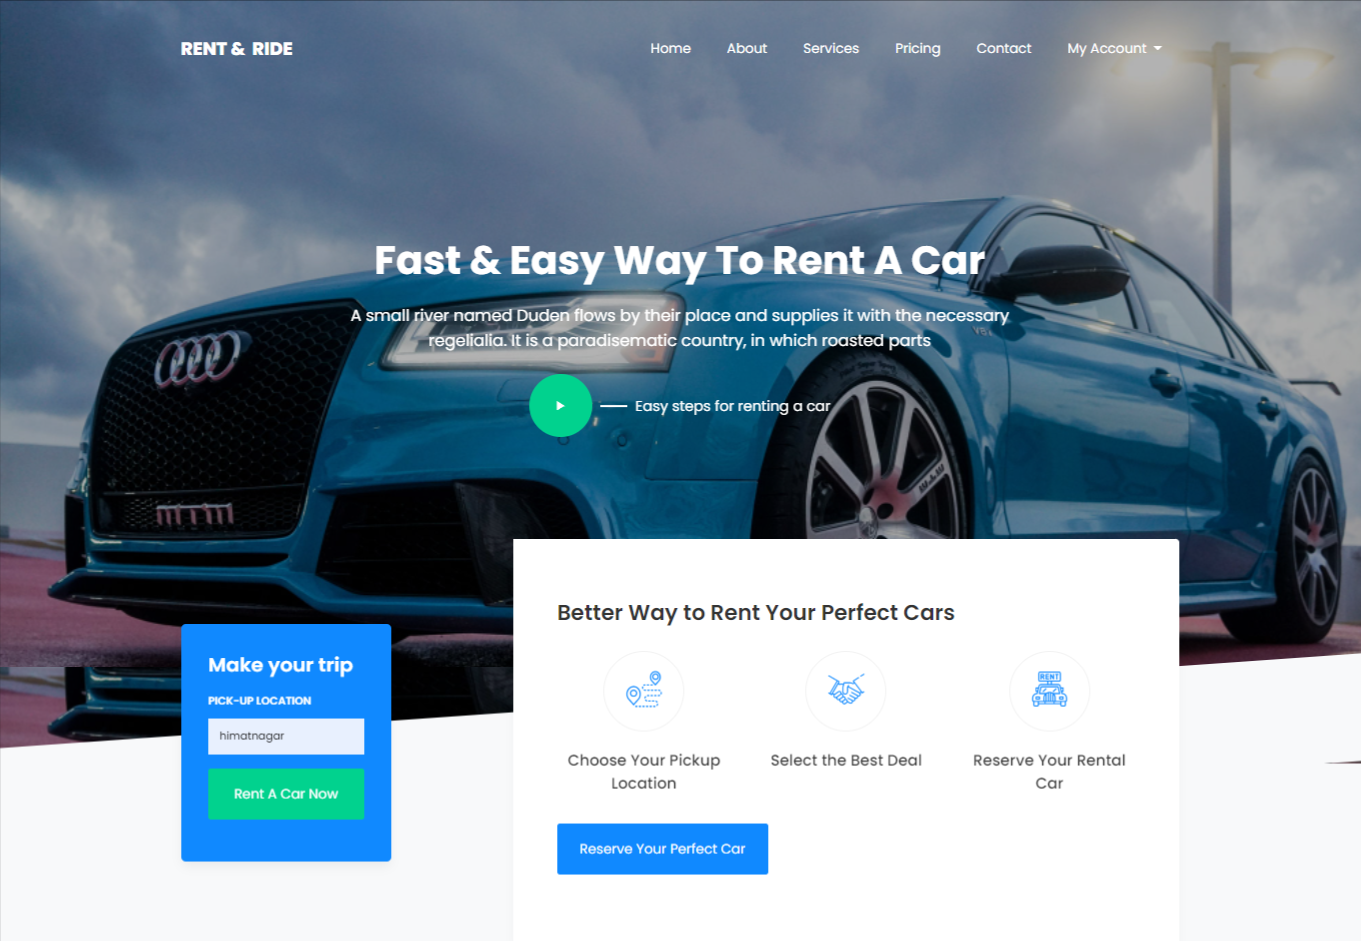 RENT & RIDE
Home
About
Services
Pricing
Contact
My Account
Fast & Easy Way To Rent A Car
A small river named Duden flows by their place and supplies it with the necessary
regelialia. It is a paradisematic country, in which roasted parts
Easy steps for renting a car
mtm
Better Way to Rent Your Perfect Cars
Make your trip
PICK-UP LOCATION
himatnagar
Rent A Car Now
RENT
Choose Your Pickup
Location
Select the Best Deal
Reserve Your Rental
Car
Reserve Your Perfect Car